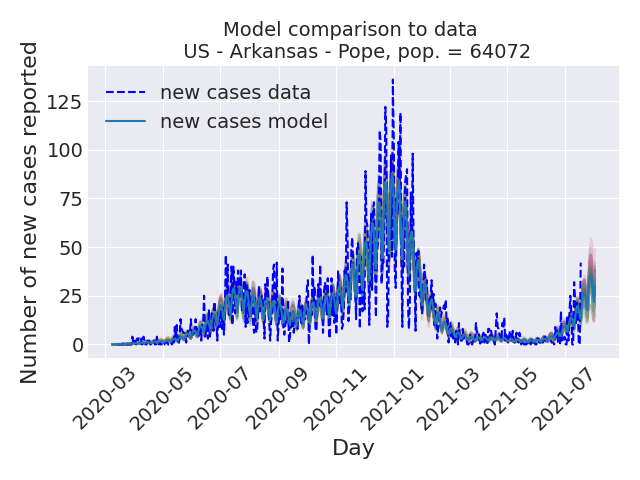 Model comparison to data
US - Arkansas - Pope, pop. = 64072
Number of new cases reported
125
100
75
50
25
0
new cases data
new cases model
2020-03
2020-05
2020-07
2020-09
2020-11
2021-01
2021-03
2021-05
2021-07
Day